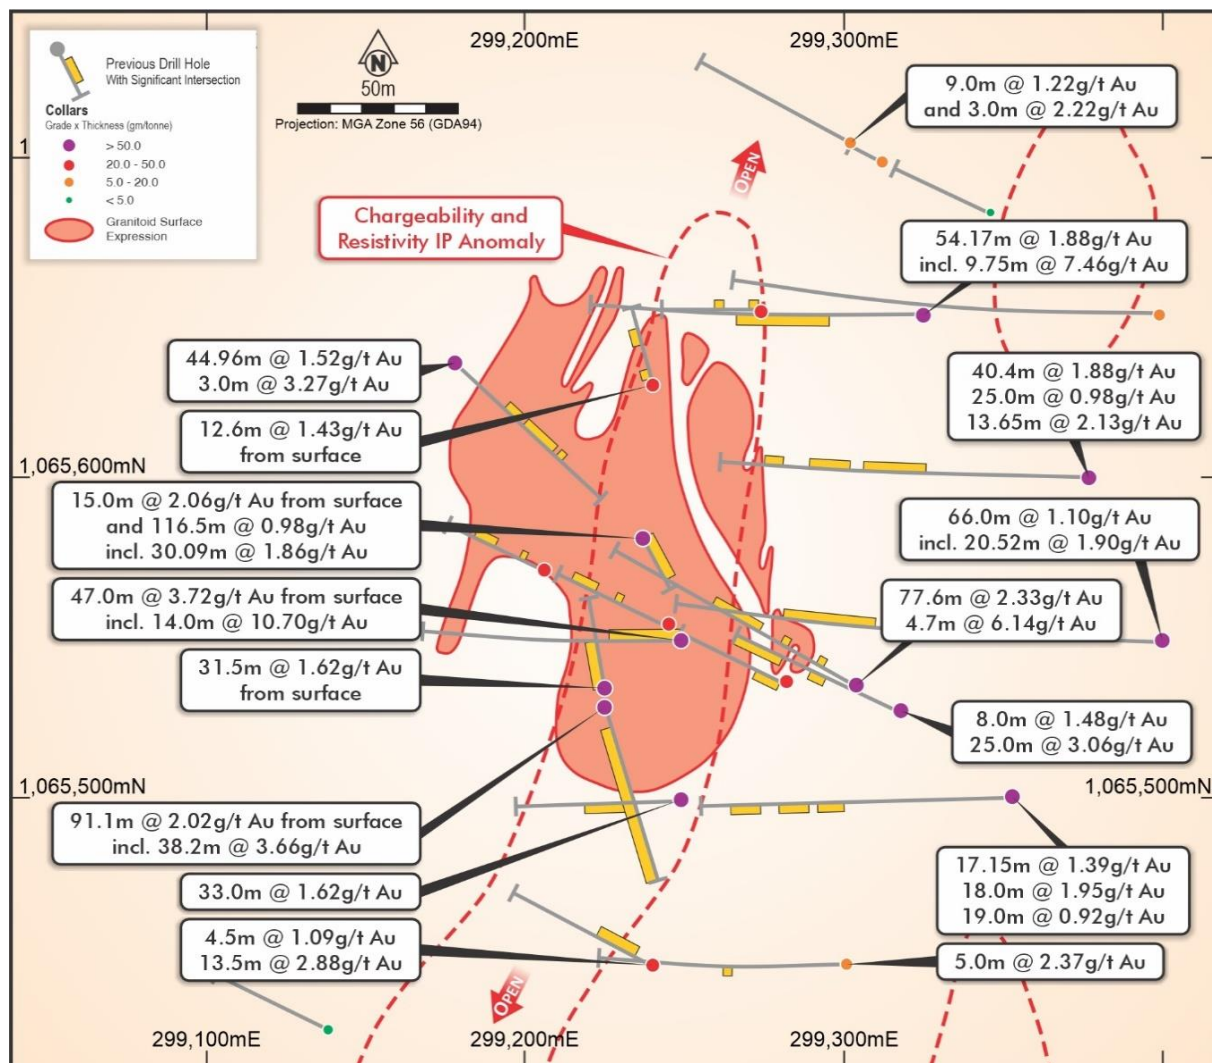 299,200mE
299,300mE
Previous Drill Hole
With Significant Intersection
Collars
Grade x Thickness (gm/tonne)
> 50.0
20.0 - 50.0
5.0 - 20.0
< 5.0
Granitoid Surface
Expression
N
50m
Projection: MGA Zone 56 (GDA94)
9.0m @ 1.22g/t Au
and 3.0m @ 2.22g/t Au
1
OPEN
Chargeability and
Resistivity IP Anomaly
54.17m @ 1.88g/t Au
incl. 9.75m @ 7.46g/t Au
44.96m @ 1.52g/t Au
3.0m @ 3.27g/t Au
40.4m @ 1.88g/t Au
25.0m @ 0.98g/t Au
13.65m @ 2.13g/t Au
12.6m @ 1.43g/t Au
from surface
1,065,600mN
15.0m @ 2.06g/t Au from surface
and 116.5m @ 0.98g/t Au
incl. 30.09m @ 1.86g/t Au
66.0m @ 1.10g/t Au
incl. 20.52m @ 1.90g/t Au
47.0m @ 3.72g/t Au from surface
incl. 14.0m @ 10.70g/t Au
77.6m @ 2.33g/t Au
4.7m @ 6.14g/t Au
31.5m @ 1.62g/t Au
from surface
8.0m @ 1.48g/t Au
25.0m @ 3.06g/t Au
1,065,500mN
1,065,500mN
91.1m @ 2.02g/t Au from surface
incl. 38.2m @ 3.66g/t Au
17.15m @ 1.39g/t Au
18.0m @ 1.95g/t Au
19.0m @ 0.92g/t Au
33.0m @ 1.62g/t Au
4.5m @ 1.09g/t Au
13.5m @ 2.88g/t Au
5.0m @ 2.37g/t Au
OPEN
299,100mE
299,200mE
299,300mE